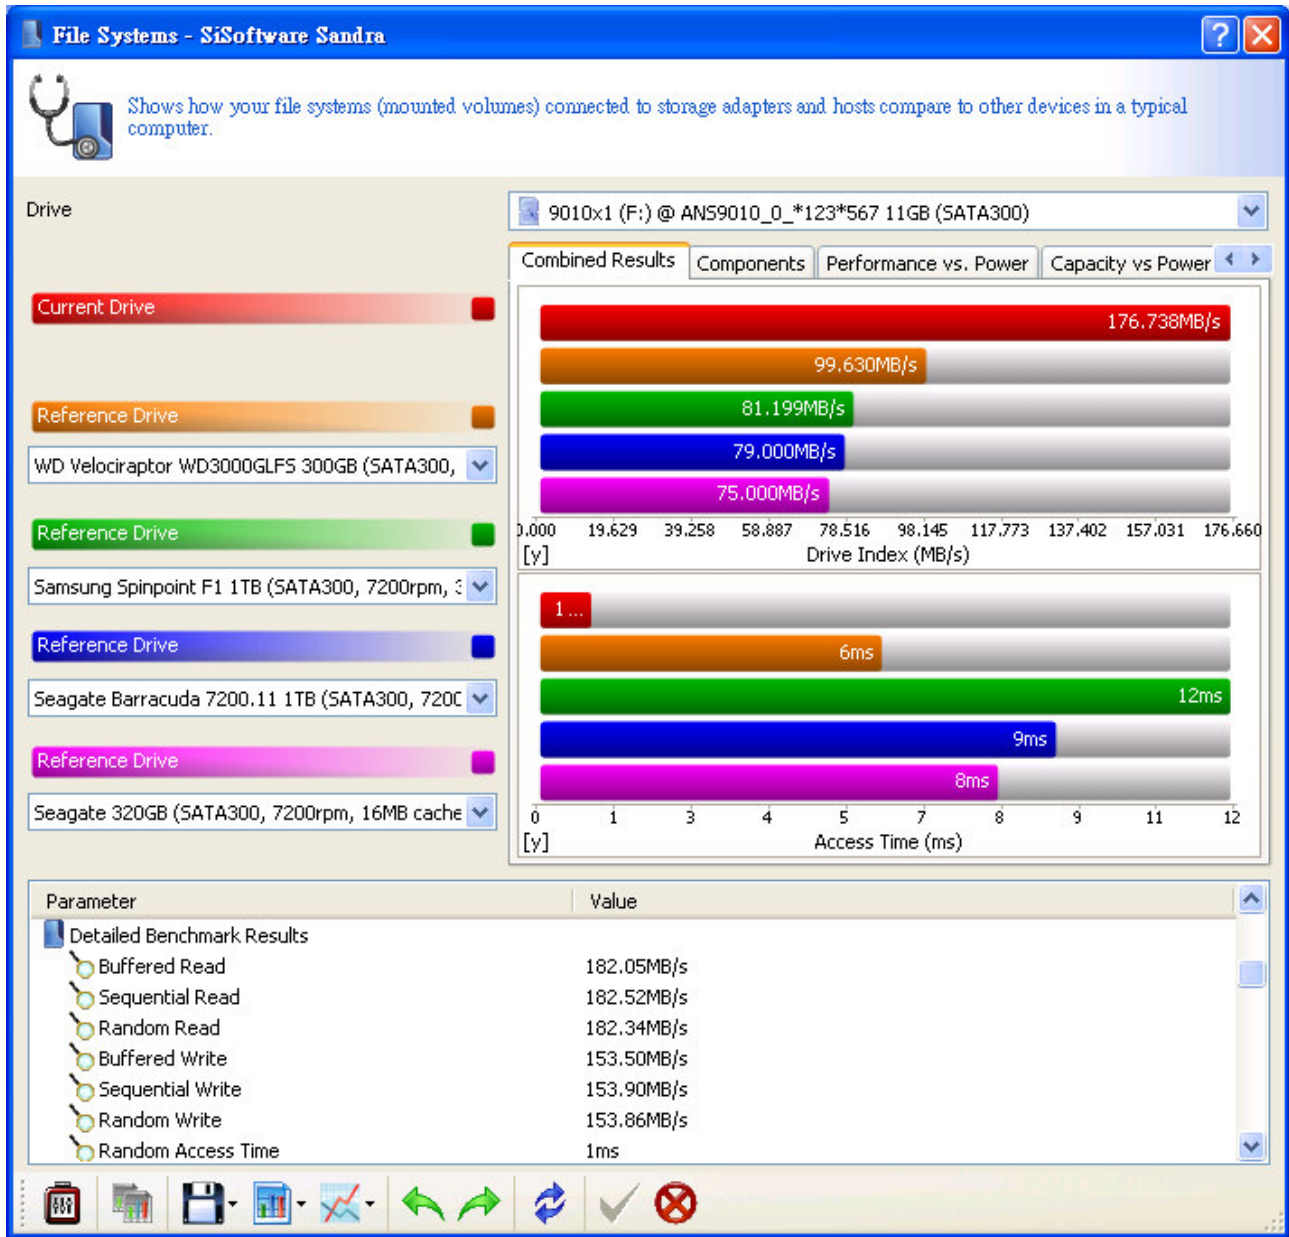 File Systems - SiSoftware Sandra
Shows how your file systems (mounted volumes) connected to storage adapters and hosts compare to other devices in a typical
computer.
Drive
9010x1 (F:) @ ANS9010_0_*123*567 11GB (SATA300)
Combined Results
Components
Performance vs. Power
Capacity vs Power
Current Drive
Reference Drive
WD Velociraptor WD3000GLFS 300GB (SATA300,
Reference Drive
Samsung Spinpoint F1 1TB (SATA300, 7200rpm,
Reference Drive
Seagate Barracuda 7200.11 1TB (SATA300, 720
Reference Drive
Seagate 320GB (SATA300, 7200rpm, 16MB cache
176.738MB/s
99.630MB/s
81.199MB/s
79.000MB/s
75.000MB/s
0.000 19.629 39.258 58.887 78.516 98.145 117.773 137.402 157.031 176.660
[y] Drive Index (MB/s)
1...
6ms
12ms
9ms
8ms
0 1 3 4 5 7 8 9 11 12
[y] Access Time (ms)
Parameter Value
Detailed Benchmark Results
Buffered Read 182.05MB/s
Sequential Read 182.52MB/s
Random Read 182.34MB/s
Buffered Write 153.50MB/s
Sequential Write 153.90MB/s
Random Write 153.86MB/s
Random Access Time 1ms